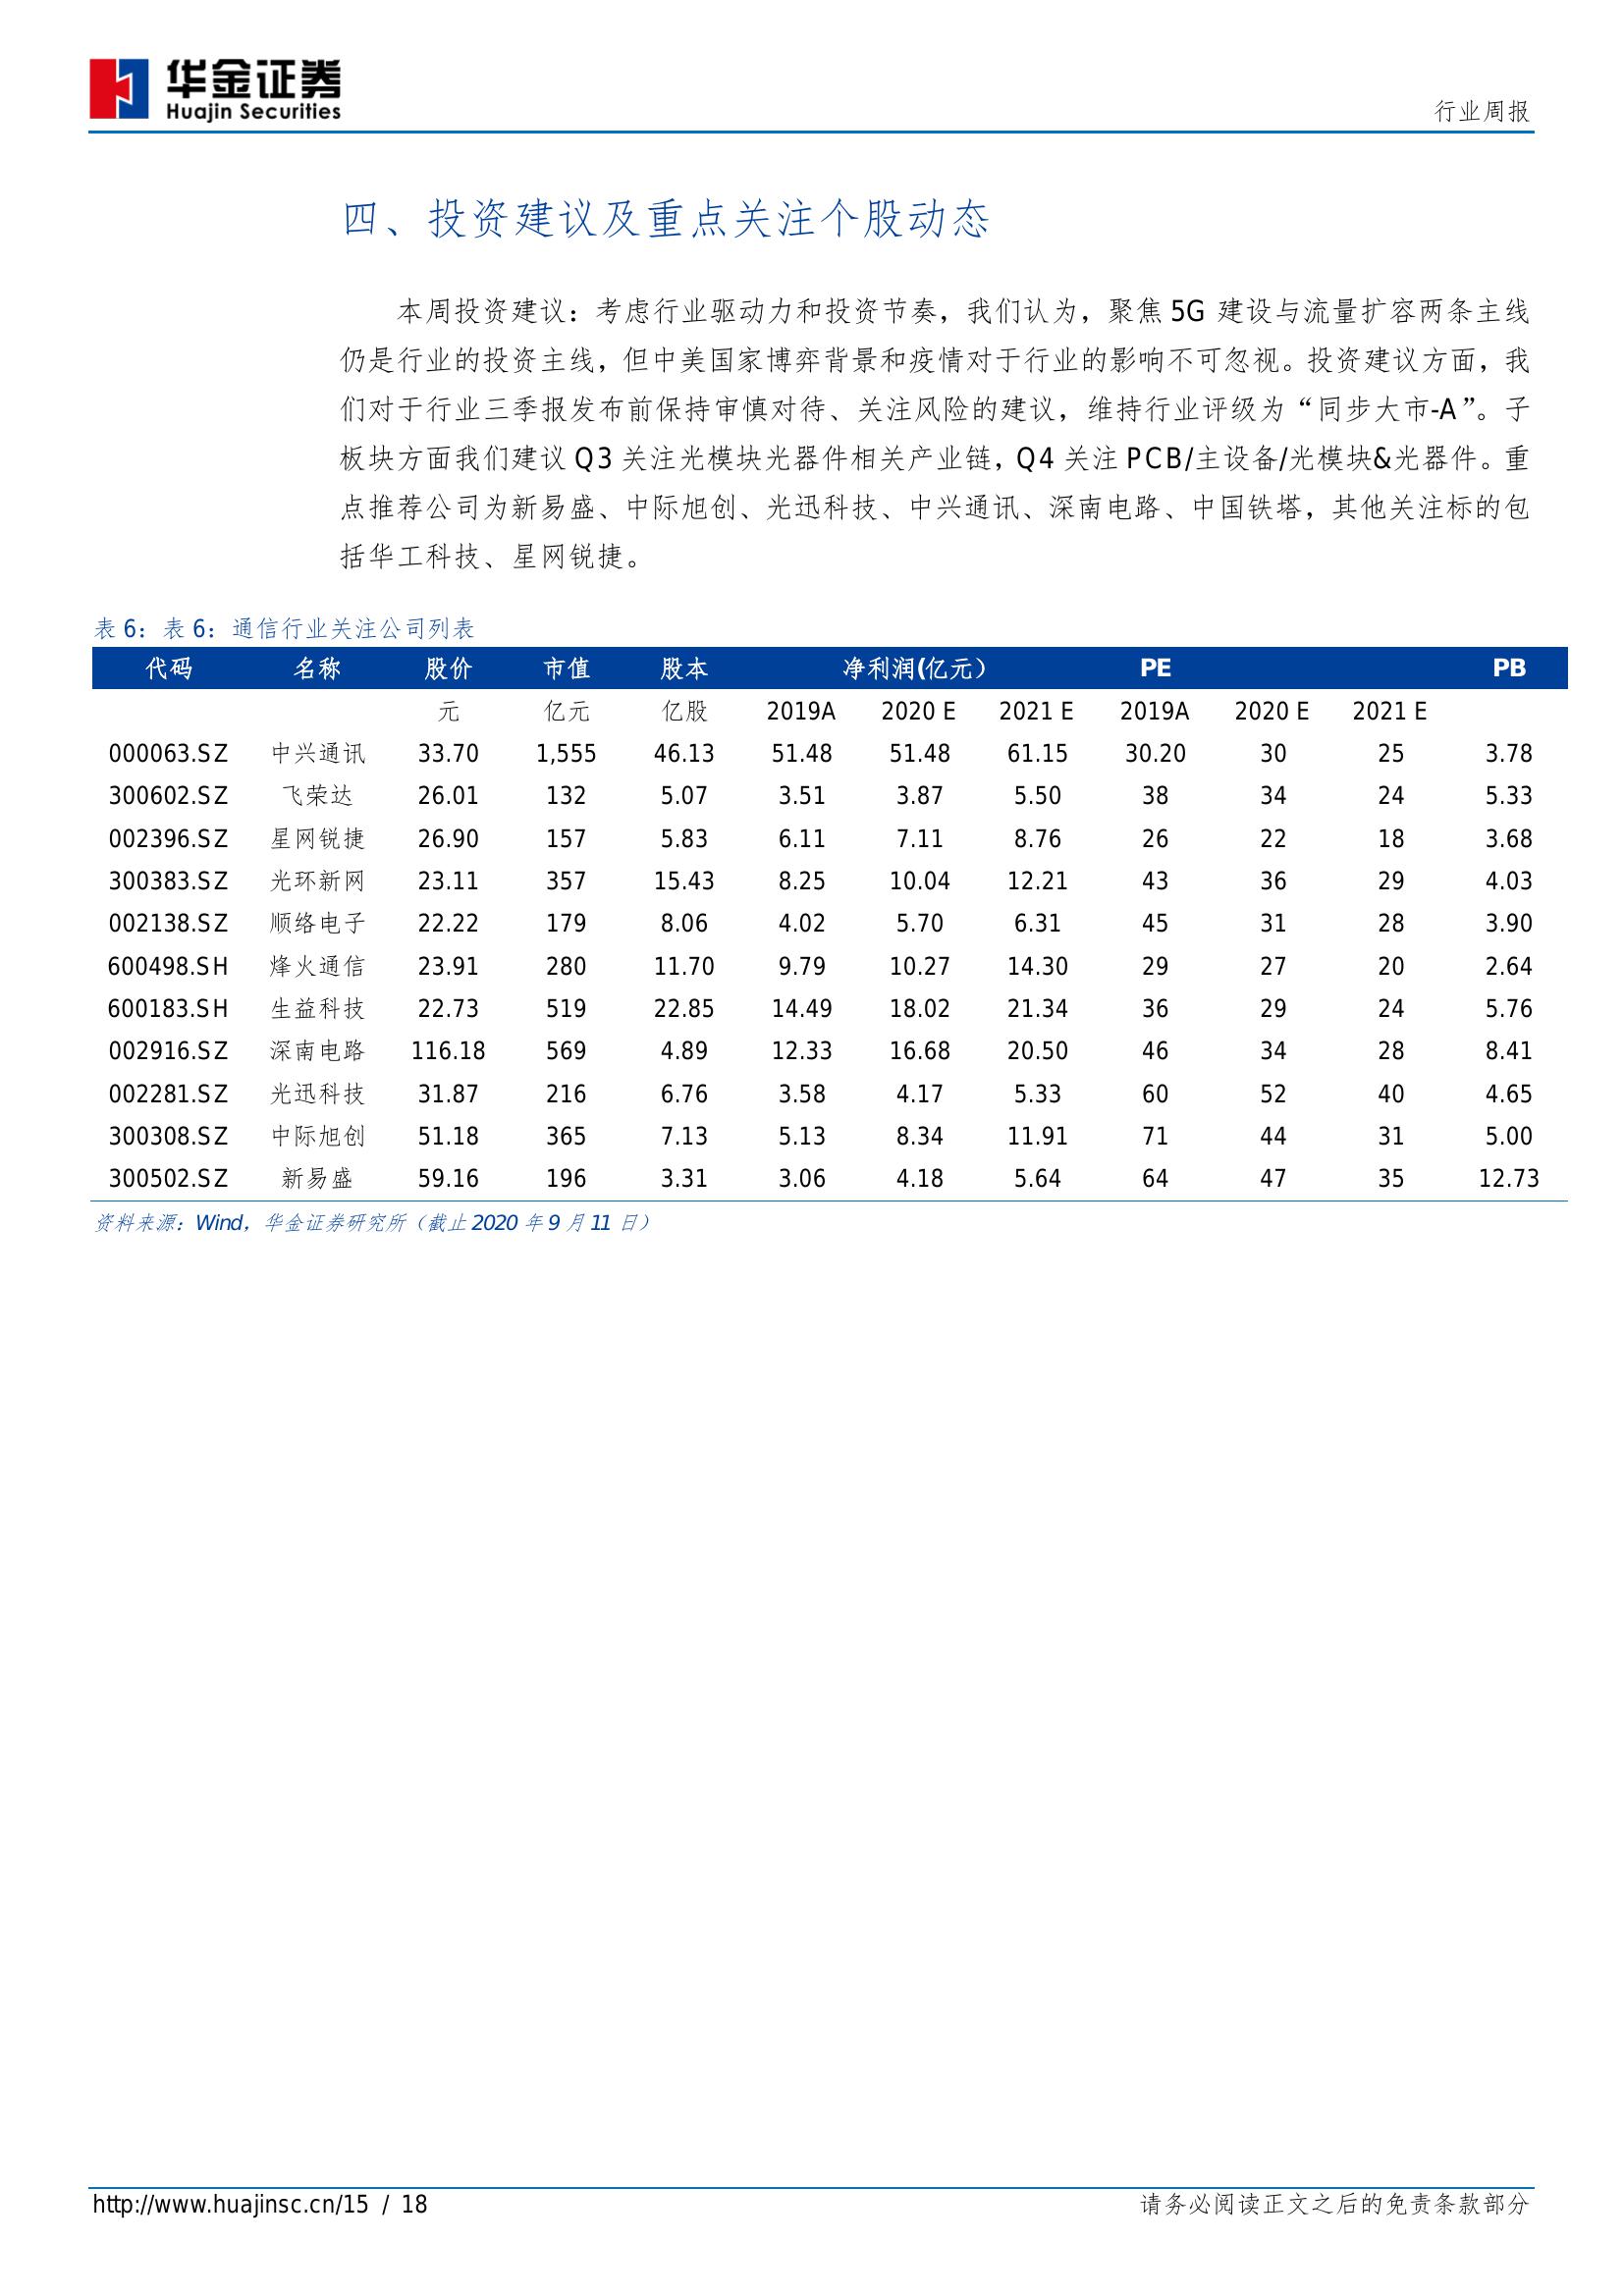 华金证券
Huajin Securities
行业周报
四、投资建议及重点关注个股动态
本周投资建议：考虑行业驱动力和投资节奏，我们认为，聚焦 5G 建设与流量扩容两条主线
仍是行业的投资主线，但中美国家博弈背景和疫情对于行业的影响不可忽视。投资建议方面，我
们对于行业三季报发布前保持审慎对待、关注风险的建议，维持行业评级为“同步大市-A”。子
板块方面我们建议 Q3 关注光模块光器件相关产业链，Q4 关注 PCB/主设备/光模块&光器件。重
点推荐公司为新易盛、中际旭创、光迅科技、中兴通讯、深南电路、中国铁塔，其他关注标的包
括华工科技、星网锐捷。
表 6：表 6：通信行业关注公司列表
代码 名称 股价 市值 股本 净利润(亿元） PE PB
元 亿元 亿股 2019A 2020 E 2021 E 2019A 2020 E 2021 E
000063.SZ 中兴通讯 33.70 1,555 46.13 51.48 51.48 61.15 30.20 30 25 3.78
300602.SZ 飞荣达 26.01 132 5.07 3.51 3.87 5.50 38 34 24 5.33
002396.SZ 星网锐捷 26.90 157 5.83 6.11 7.11 8.76 26 22 18 3.68
300383.SZ 光环新网 23.11 357 15.43 8.25 10.04 12.21 43 36 29 4.03
002138.SZ 顺络电子 22.22 179 8.06 4.02 5.70 6.31 45 31 28 3.90
600498.SH 烽火通信 23.91 280 11.70 9.79 10.27 14.30 29 27 20 2.64
600183.SH 生益科技 22.73 519 22.85 14.49 18.02 21.34 36 29 24 5.76
002916.SZ 深南电路 116.18 569 4.89 12.33 16.68 20.50 46 34 28 8.41
002281.SZ 光迅科技 31.87 216 6.76 3.58 4.17 5.33 60 52 40 4.65
300308.SZ 中际旭创 51.18 365 7.13 5.13 8.34 11.91 71 44 31 5.00
300502.SZ 新易盛 59.16 196 3.31 3.06 4.18 5.64 64 47 35 12.73
资料来源：Wind，华金证券研究所（截止 2020 年 9 月 11 日）
http://www.huajinsc.cn/15 / 18 请务必阅读正文之后的免责条款部分